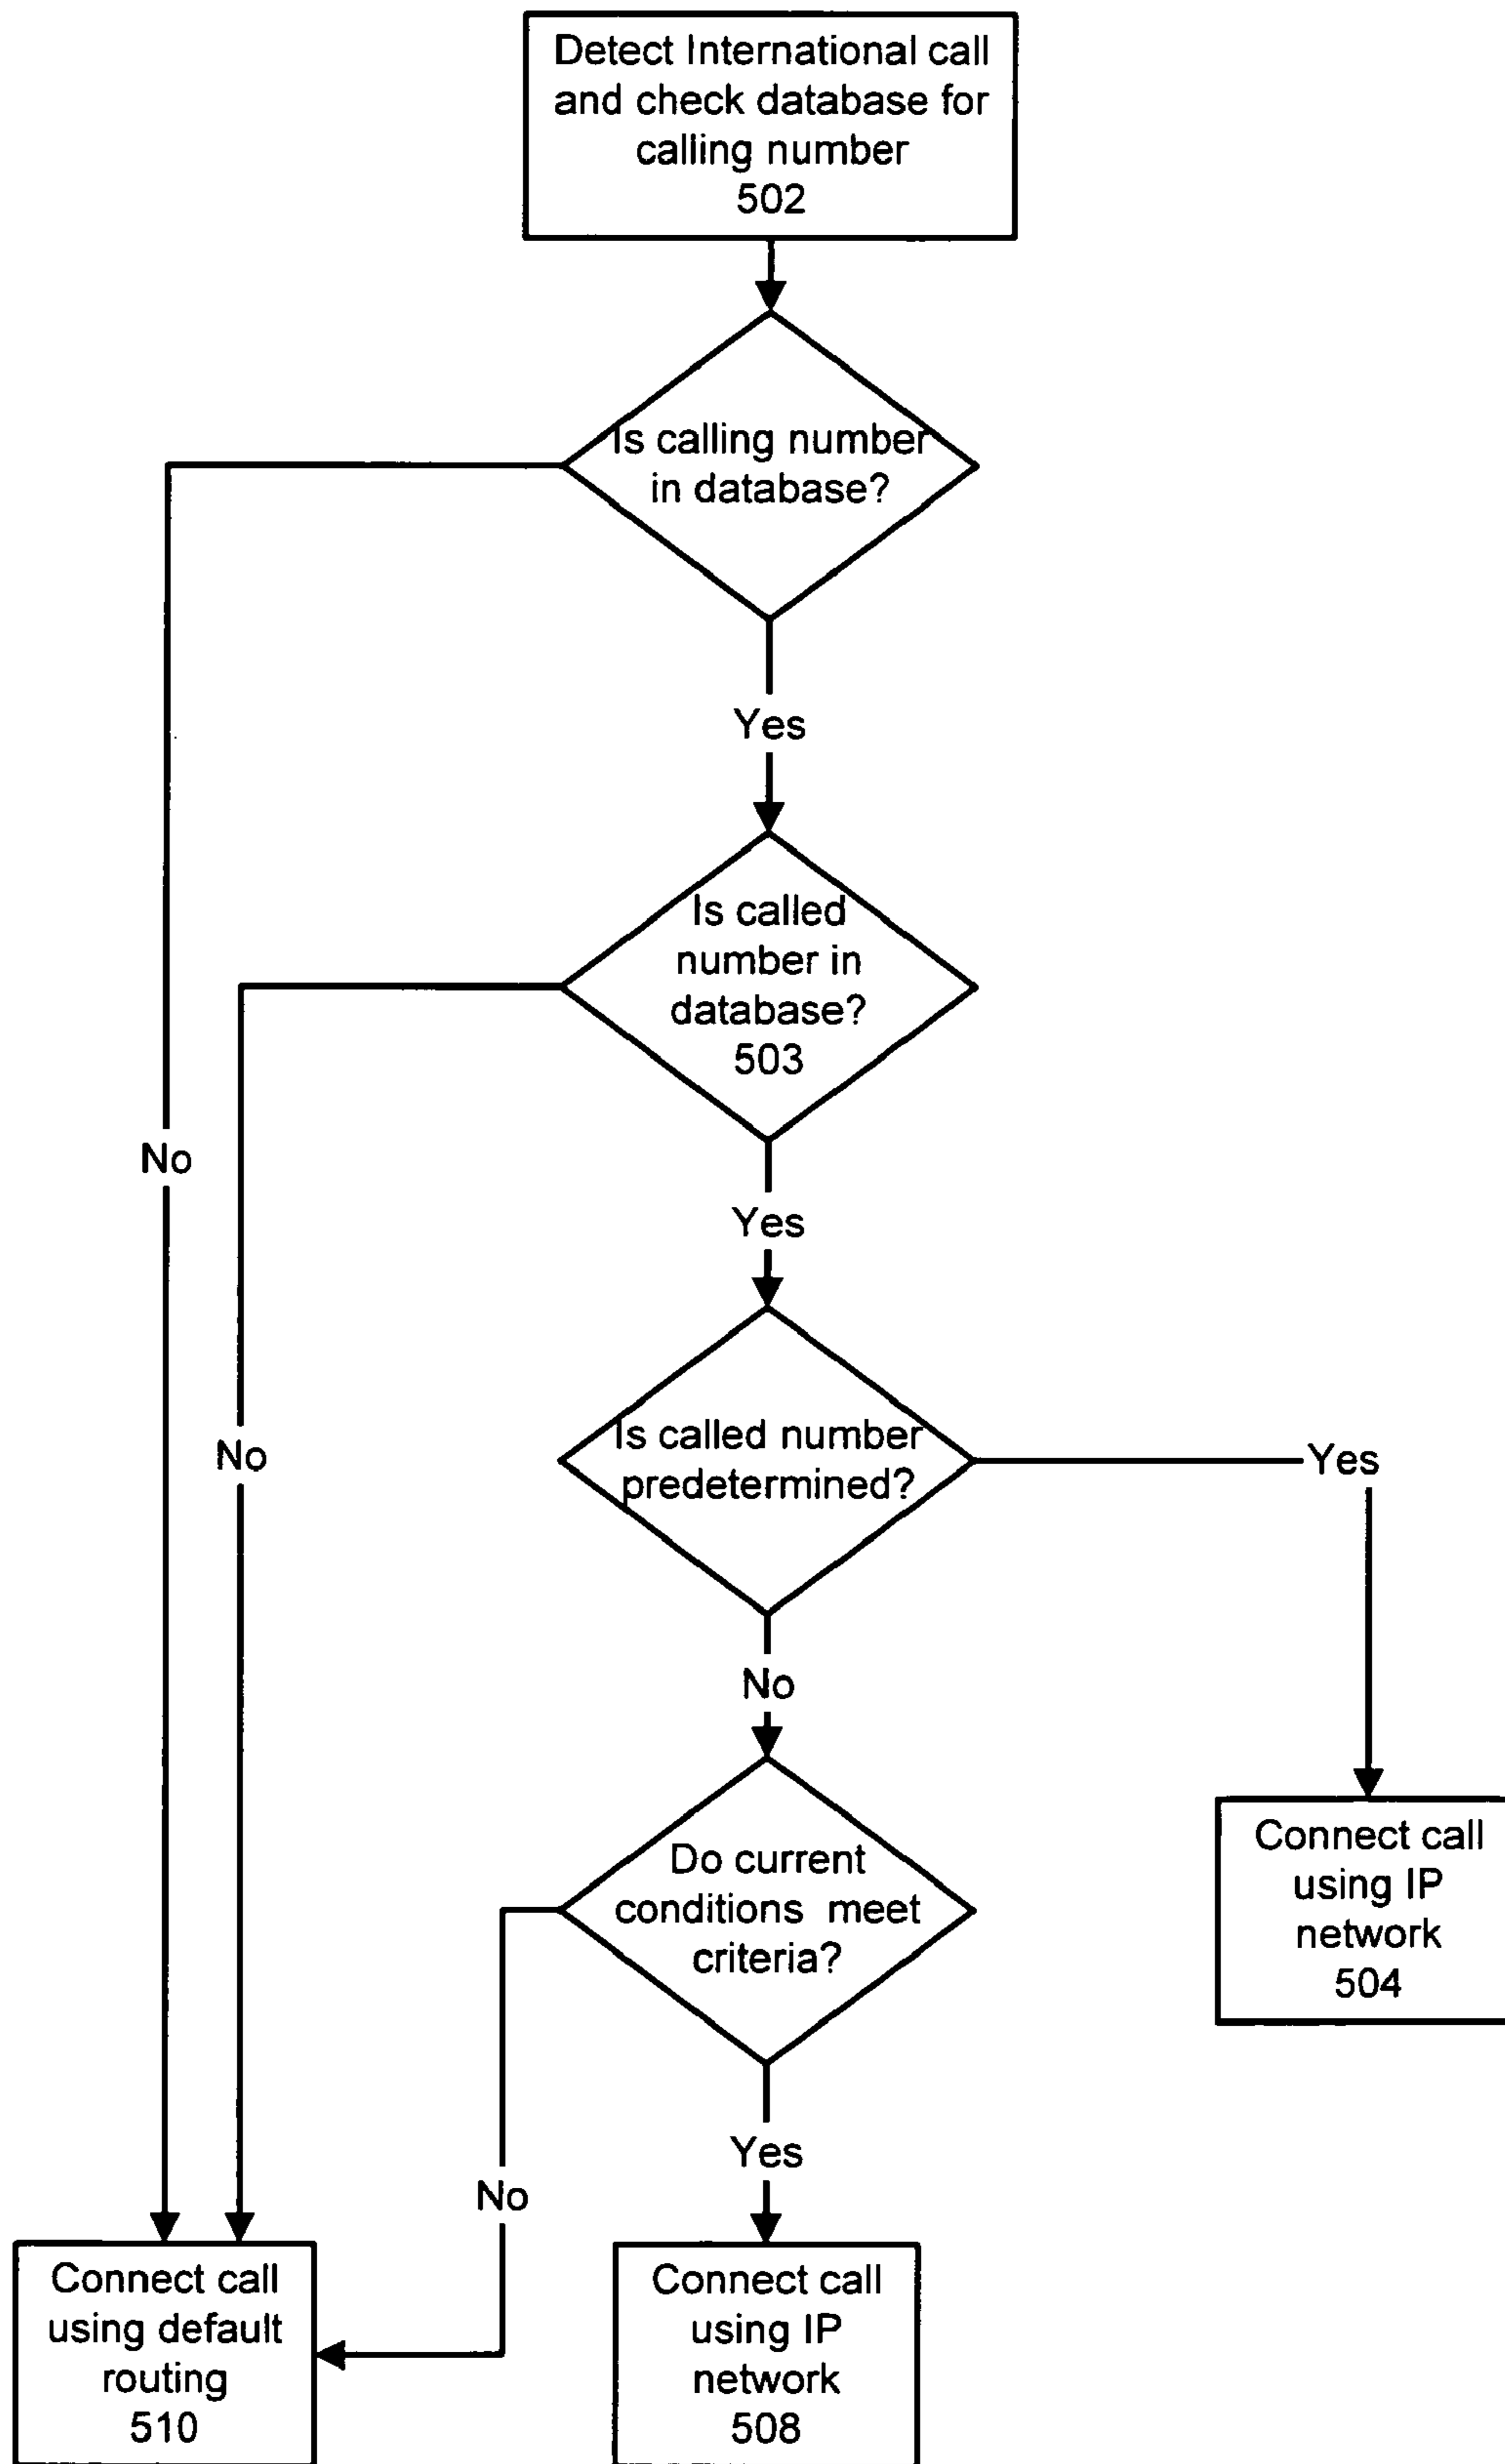 Detect International call
and check database for
calling number
502
Is calling number
in database?
Yes
Is called
number in
database?
503
No
Yes
No
Is called number
predetermined?
Yes
No
Do current
conditions meet
criteria?
Connect call
using IP
network
504
Yes
No
Connect call
using default
routing
510
Connect call
using IP
network
508